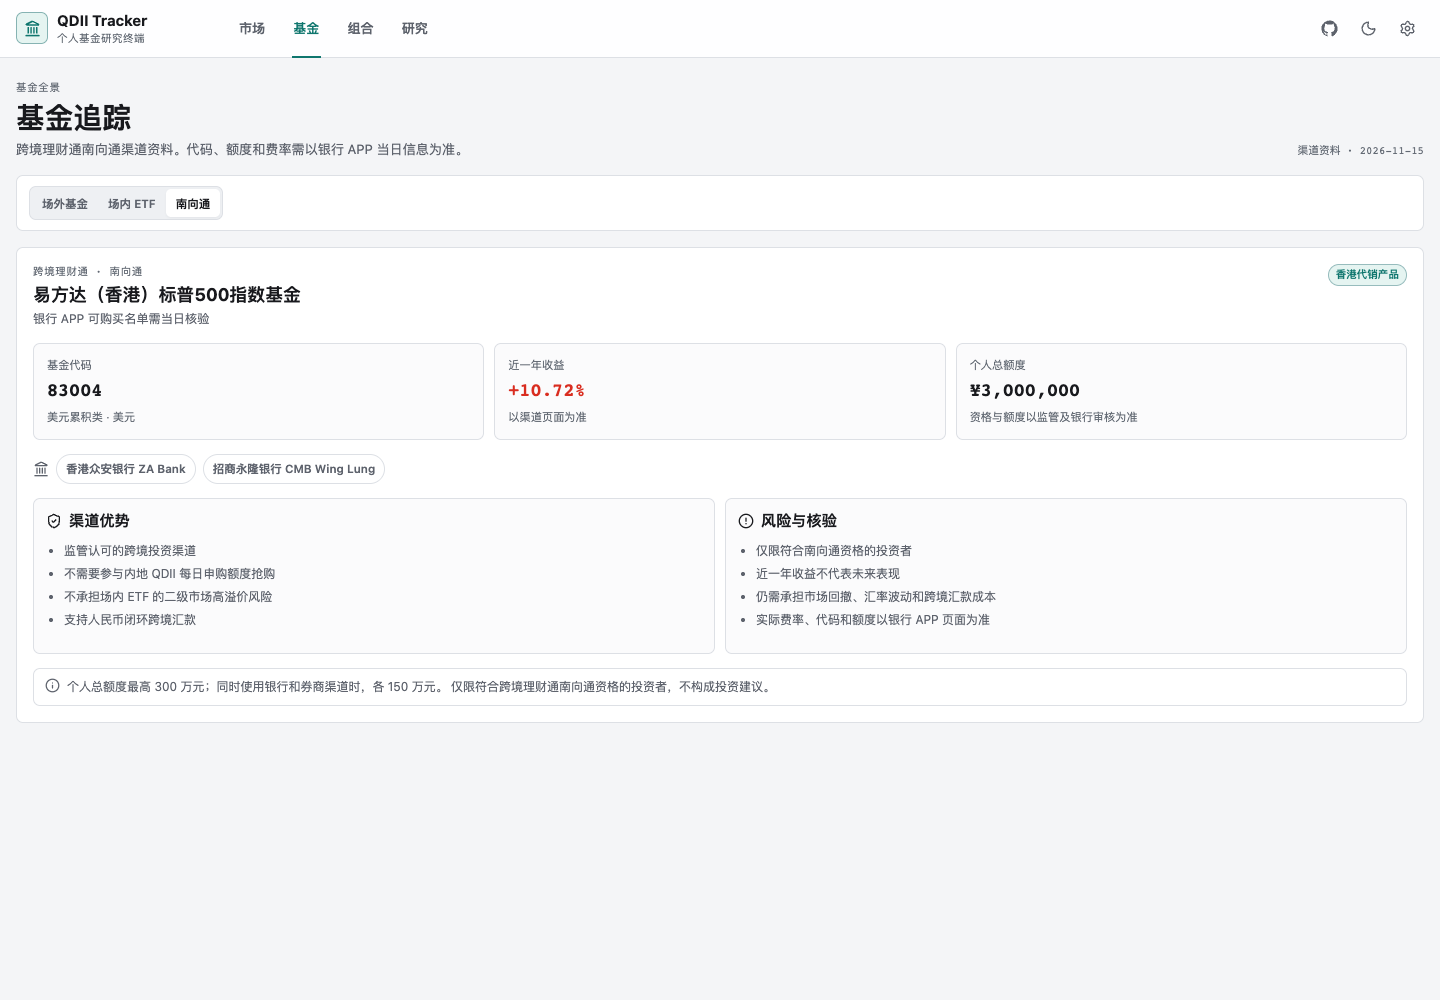 QDII Tracker
个人基金研究终端
市场
基金
组合
研究
基金全景
基金追踪
跨境理财通南向通渠道资料。代码、额度和费率需以银行 APP 当日信息为准。
渠道资料 · 2026-11-15
场外基金
场内 ETF
南向通
跨境理财通 · 南向通
易方达（香港）标普500指数基金
银行 APP 可购买名单需当日核验
香港代销产品
基金代码
83004
美元累积类 · 美元
近一年收益
+10.72%
以渠道页面为准
个人总额度
¥3,000,000
资格与额度以监管及银行审核为准
香港众安银行 ZA Bank
招商永隆银行 CMB Wing Lung
渠道优势
监管认可的跨境投资渠道
不需要参与内地 QDII 每日申购额度抢购
不承担场内 ETF 的二级市场高溢价风险
支持人民币闭环跨境汇款
风险与核验
仅限符合南向通资格的投资者
近一年收益不代表未来表现
仍需承担市场回撤、汇率波动和跨境汇款成本
实际费率、代码和额度以银行 APP 页面为准
个人总额度最高 300 万元；同时使用银行和券商渠道时，各 150 万元。 仅限符合跨境理财通南向通资格的投资者，不构成投资建议。